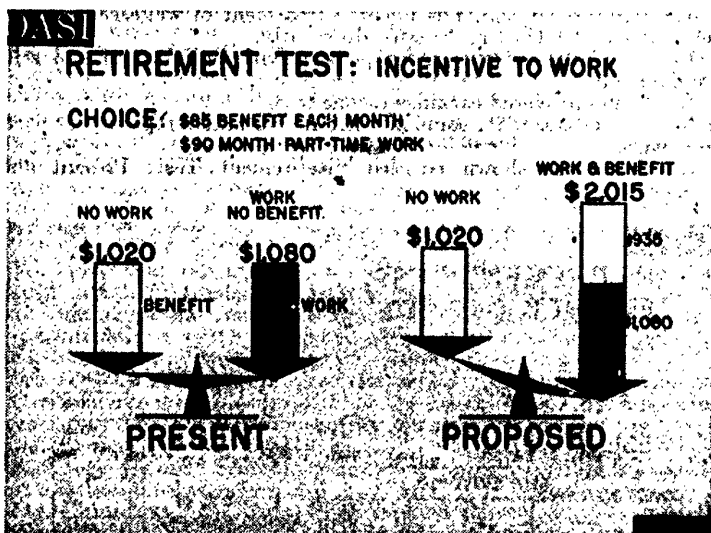 OASI
RETIREMENT TEST: INCENTIVE TO WORK
CHOICE: $85 BENEFIT EACH MONTH
$90 MONTH PART-TIME WORK
NO WORK
$1,020
BENEFIT
WORK
NO BENEFIT
$1,080
WORK
PRESENT
NO WORK
$1,020
WORK & BENEFIT
$2,015
$935
$1,080
PROPOSED